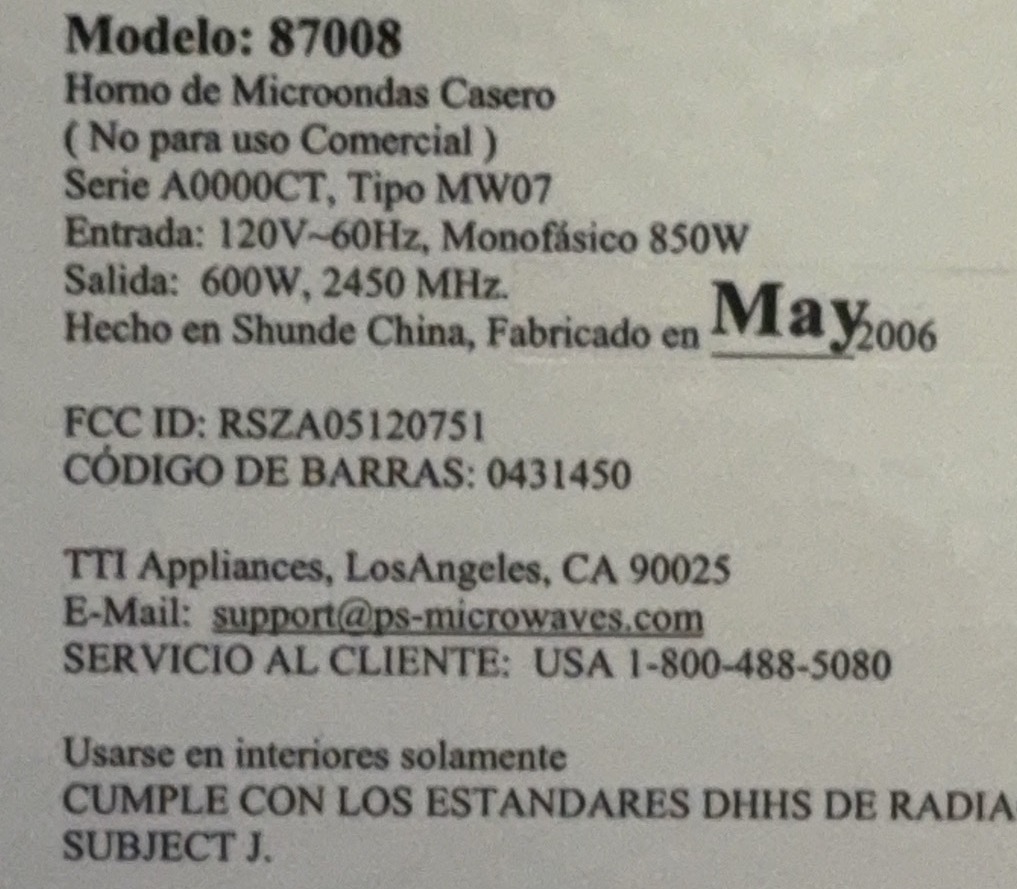 Modelo: 87008
Horno de Microondas Casero
( No para uso Comercial )
Serie A0000CT, Tipo MW07
Entrada: 120V~60Hz, Monofásico 850W
Salida: 600W, 2450 MHz.
Hecho en Shunde China, Fabricado en May 2006
FCC ID: RSZA05120751
CÓDIGO DE BARRAS: 0431450
TTI Appliances, LosAngeles, CA 90025
E-Mail: support@ps-microwaves.com
SERVICIO AL CLIENTE: USA 1-800-488-5080
Usarse en interiores solamente
CUMPLE CON LOS ESTANDARES DHHS DE RADIA
SUBJECT J.